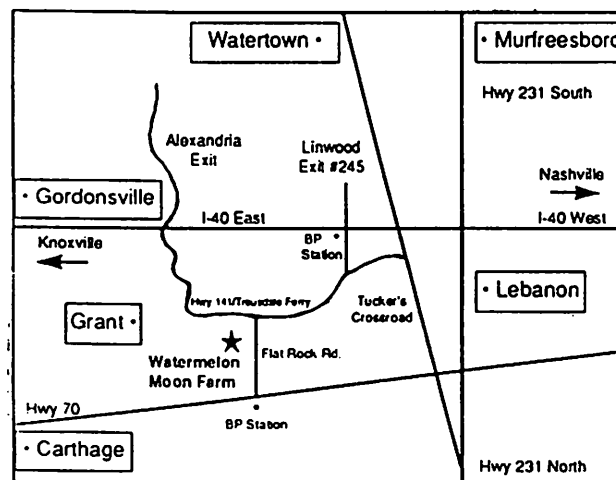 Watertown
Murfreesboro
Hwy 231 South
Alexandria
Exit
Linwood
Exit #245
Nashville
Gordonsville
I-40 East
I-40 West
Knoxville
BP
Station
Lebanon
Hwy 141/Trousdale Ferry
Tucker's
Crossroad
Grant
Watermelon
Moon Farm
Flat Rock Rd.
Hwy 70
BP Station
Carthage
Hwy 231 North